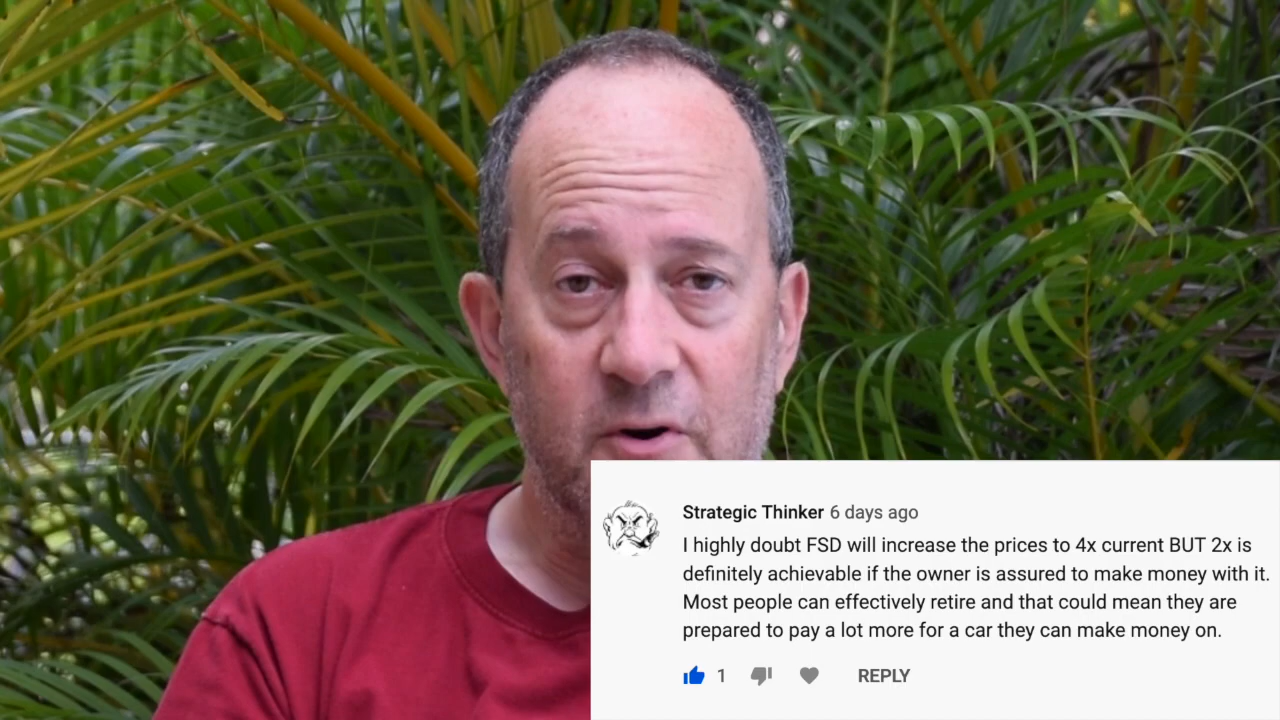 Strategic Thinker 6 days ago
I highly doubt FSD will increase the prices to 4x current BUT 2x is
definitely achievable if the owner is assured to make money with it.
Most people can effectively retire and that could mean they are
prepared to pay a lot more for a car they can make money on.
1 REPLY